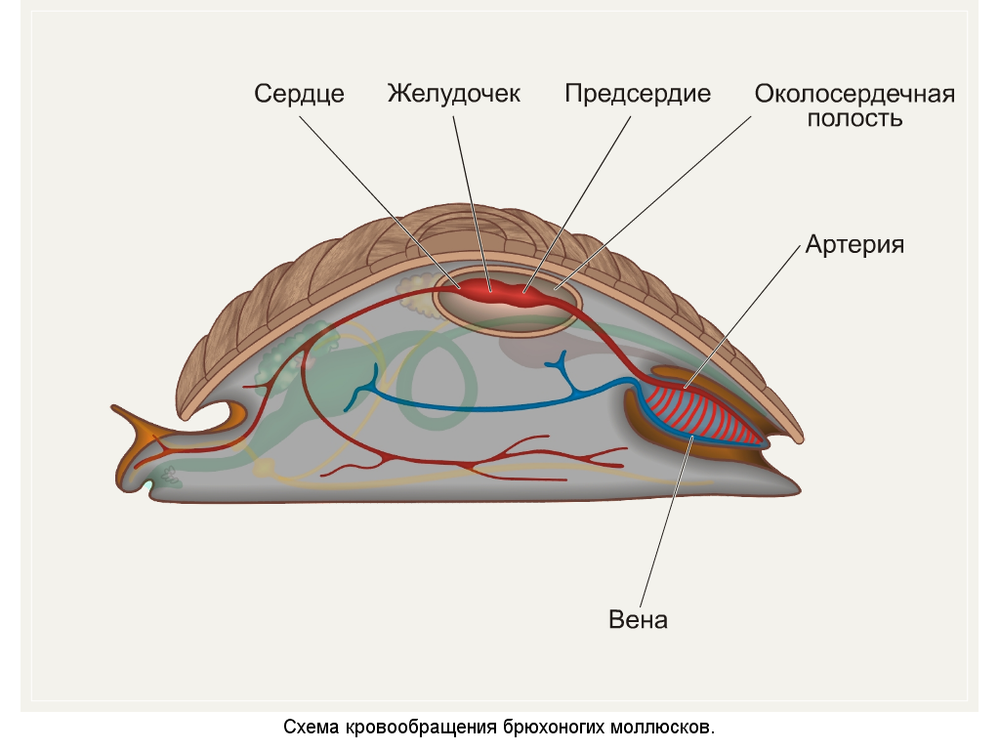 Сердце
Желудочек
Предсердие
Околосердечная
полость
Артерия
Вена
Схема кровообращения брюхоногих моллюсков.